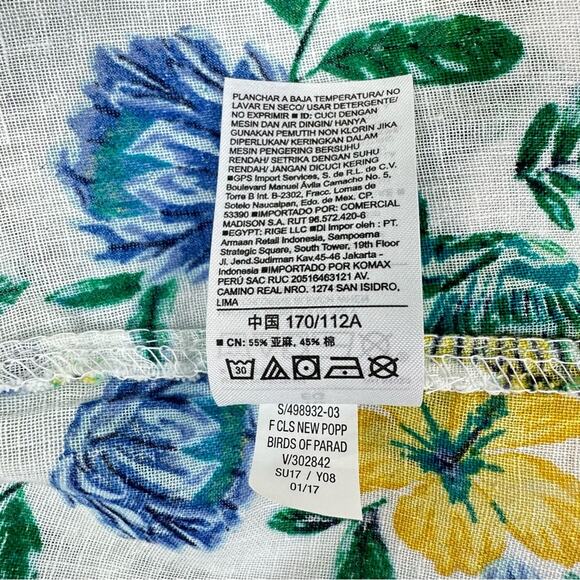 PLANCHAR A BAJA TEMPERATURA/ NO
LAVAR EN SECO/ USAR DETERGENTE/
NO EXPRIMIR ■ ID: CUCI DENGAN
MESIN DAN AIR DINGIN/ HANYA
GUNAKAN PEMUTIH NON KLORIN JIKA
DIPERLUKAN/ KERINGKAN DALAM
MESIN PENGERING BERSUHU
RENDAH/ SETRIKA DENGAN SUHU
RENDAH/ JANGAN DICUCI KERING
■GPS Import Services, S. de R.L. de C.V.
Boulevard Manuel Ávila Camacho No. 5,
Torre B Int. B-2302, Fracc. Lomas de
Sotelo Naucalpan, Edo. de Mex. CP.
53390 ■IMPORTADO POR: COMERCIAL
MADISON S.A. RUT 96.572.420-6
■EGYPT: RIGE LLC ■DI Impor oleh : PT.
Armaan Retail Indonesia, Sampoerna
Strategic Square, South Tower, 19th Floor
Jl. Jend.Sudirman Kav.45-46 Jakarta -
Indonesia ■IMPORTADO POR KOMAX
PERÚ SAC RUC 20516463121 AV.
CAMINO REAL NRO. 1274 SAN ISIDRO,
LIMA
中国 170/112A
■ CN: 55% 亚麻, 45% 棉
30
S/498932-03
F CLS NEW POPP
BIRDS OF PARAD
V/302842
SU17 / Y08
01/17